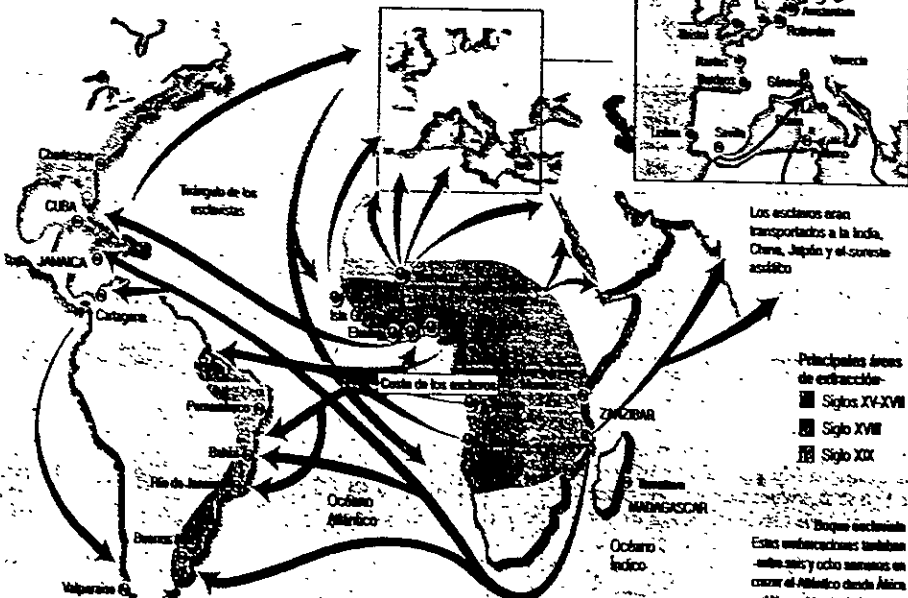 Amsterdam
Bristol
Rotterdam
Nantes
Venecia
Génova
Lisboa
Sevilla
Charleston
Triángulo de los
esclavistas
CUBA
JAMAICA
Cartagena
Los esclavos eran
transportados a la India,
China, Japón y el sureste
asiático
Isla
Costa de los esclavos
Principales áreas
de extracción
Siglos XV-XVII
Siglo XVIII
Siglo XIX
Pernambuco
ZANZIBAR
Bahía
Río de Janeiro
Océano
Atlántico
MADAGASCAR
Buenos
Océano
Índico
Valparaíso
Buque esclavista
Estas embarcaciones tardaban
entre seis y ocho semanas en
cruzar el Atlántico desde África